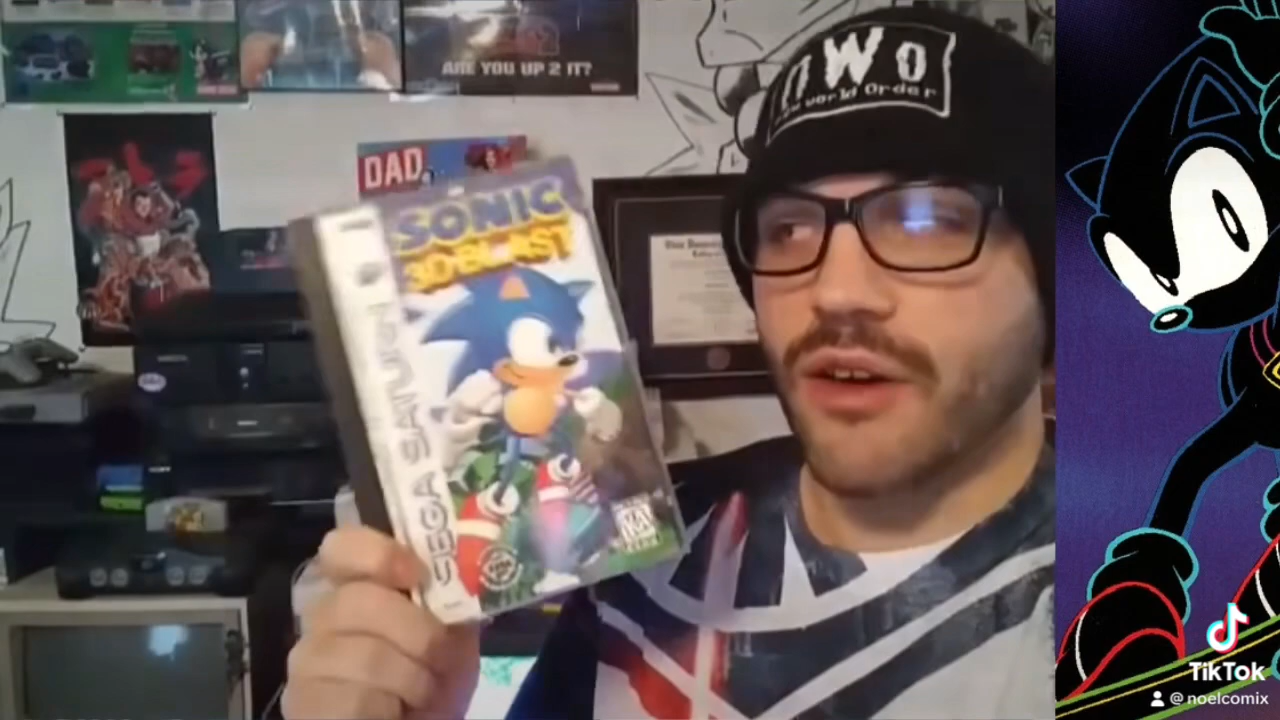 ARE YOU UP 2 IT?
nWo
new World Order
DAD
SONIC
3D BLAST
SEGA SATURN
K-A
TikTok
@noelcomix